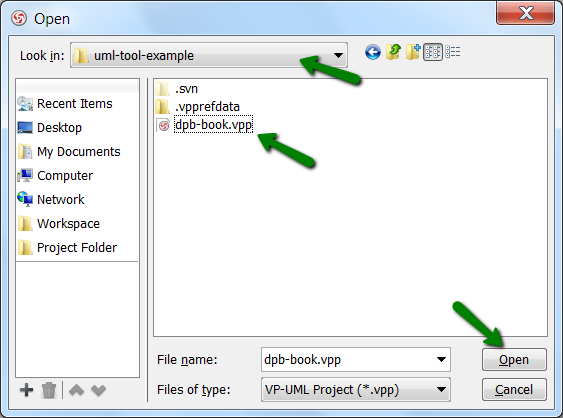 Open
Look in: uml-tool-example
Recent Items
Desktop
My Documents
Computer
Network
Workspace
Project Folder
.svn
.vpprefdata
dpb-book.vpp
File name: dpb-book.vpp Open
Files of type: VP-UML Project (*.vpp) Cancel